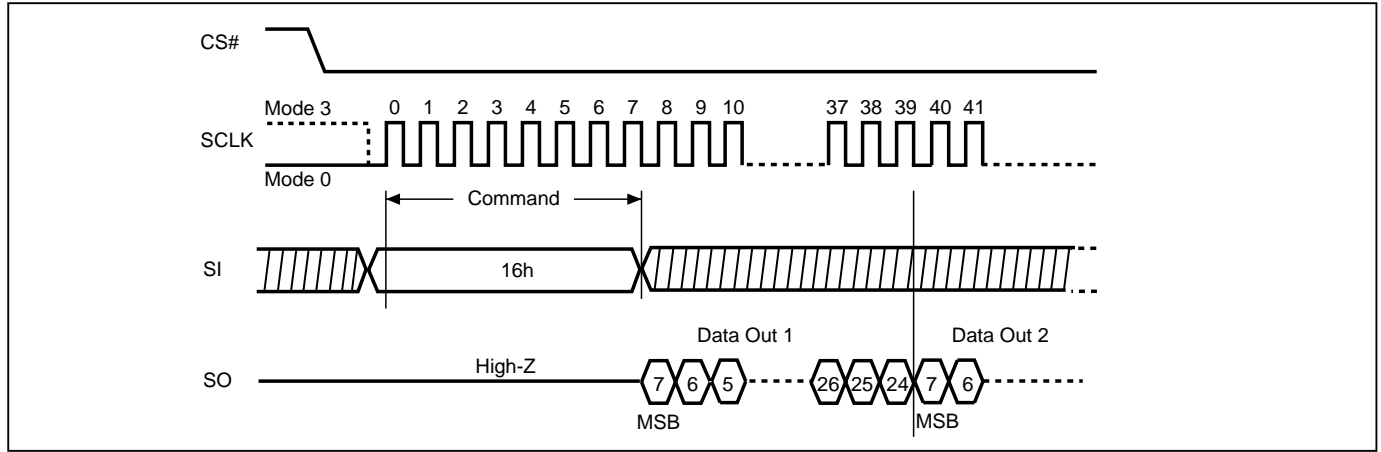 CS#
Mode 3
0 1 2 3 4 5 6 7 8 9 10 37 38 39 40 41
SCLK
Mode 0
Command
SI
16h
Data Out 1 Data Out 2
SO
High-Z
7 6 5 26 25 24 7 6
MSB MSB